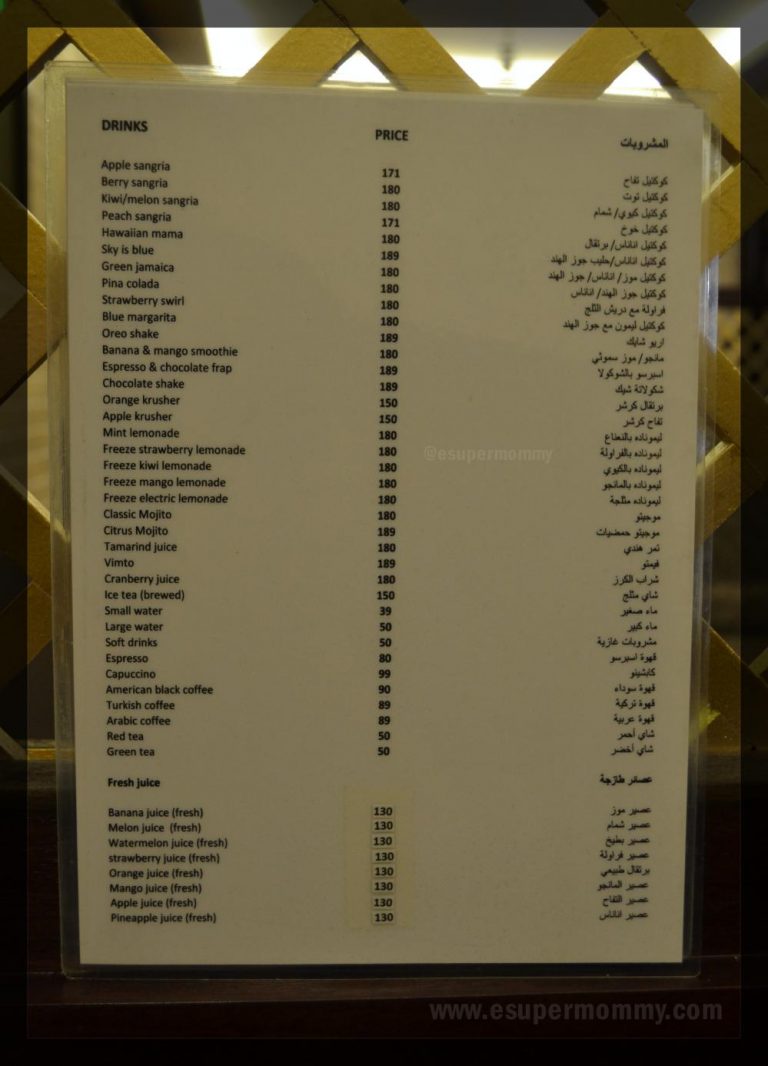 DRINKS PRICE المشروبات
Apple sangria 171 كوكتيل تفاح
Berry sangria 180 كوكتيل توت
Kiwi/melon sangria 180 كوكتيل كيوي/ شمام
Peach sangria 171 كوكتيل خوخ
Hawaiian mama 180 كوكتيل اناناس/ برتقال
Sky is blue 189 كوكتيل اناناس/حليب جوز الهند
Green jamaica 180 كوكتيل موز/ اناناس/ جوز الهند
Pina colada 180 كوكتيل جوز الهند/ اناناس
Strawberry swirl 180 فراولة مع دريش الثلج
Blue margarita 180 كوكتيل ليمون مع جوز الهند
Oreo shake 189 اريو شايك
Banana & mango smoothie 180 مانجو/ موز سموثي
Espresso & chocolate frap 189 اسبرسو بالشوكولا
Chocolate shake 189 شكولاتة شيك
Orange krusher 150 برتقال كرشر
Apple krusher 150 تفاح كرشر
Mint lemonade 180 ليموناده بالنعناع
Freeze strawberry lemonade 180 ليموناده بالفراولة
Freeze kiwi lemonade 180 ليموناده بالكيوي
Freeze mango lemonade 180 ليموناده بالمانجو
Freeze electric lemonade 180 ليموناده مثلجة
Classic Mojito 180 موجيتو
Citrus Mojito 189 موجيتو حمضيات
Tamarind juice 180 تمر هندي
Vimto 189 فيمتو
Cranberry juice 180 شراب الكرز
Ice tea (brewed) 150 شاي مثلج
Small water 39 ماء صغير
Large water 50 ماء كبير
Soft drinks 50 مشروبات غازية
Espresso 80 قهوة اسبرسو
Capuccino 99 كابشينو
American black coffee 90 قهوة سوداء
Turkish coffee 89 قهوة تركية
Arabic coffee 89 قهوة عربية
Red tea 50 شاي أحمر
Green tea 50 شاي أخضر
Fresh juice عصائر طازجة
Banana juice (fresh) 130 عصير موز
Melon juice (fresh) 130 عصير شمام
Watermelon juice (fresh) 130 عصير بطيخ
strawberry juice (fresh) 130 عصير فراولة
Orange juice (fresh) 130 برتقال طبيعي
Mango juice (fresh) 130 عصير المانجو
Apple juice (fresh) 130 عصير التفاح
Pineapple juice (fresh) 130 عصير اناناس
@esupermommy
www.esupermommy.com